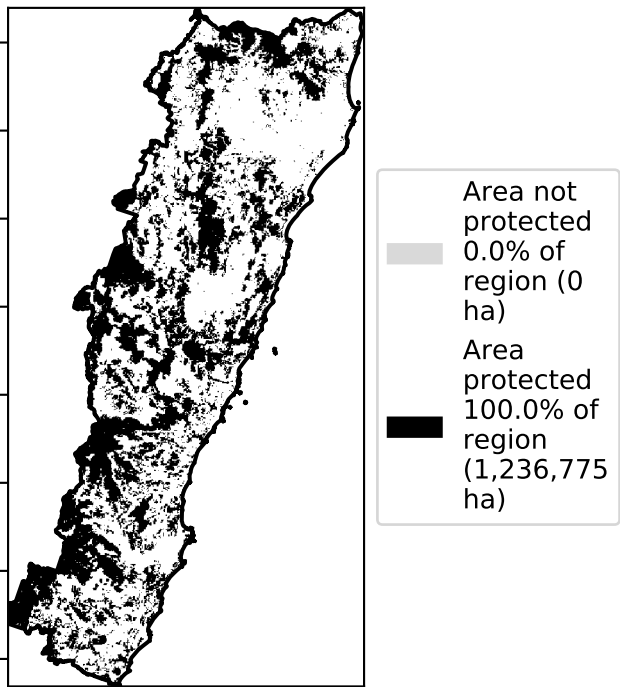 Area not
protected
0.0% of
region (0
ha)
Area
protected
100.0% of
region
(1,236,775
ha)